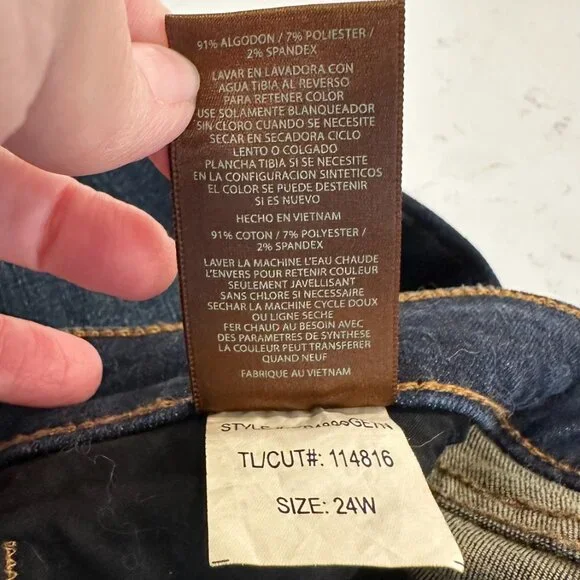 91% ALGODON / 7% POLIESTER /
2% SPANDEX
LAVAR EN LAVADORA CON
AGUA TIBIA AL REVERSO
PARA RETENER COLOR
USE SOLAMENTE BLANQUEADOR
SIN CLORO CUANDO SE NECESITE
SECAR EN SECADORA CICLO
LENTO O COLGADO
PLANCHA TIBIA SI SE NECESITE
EN LA CONFIGURACION SINTETICOS
EL COLOR SE PUEDE DESTENIR
SI ES NUEVO
HECHO EN VIETNAM
91% COTON / 7% POLYESTER /
2% SPANDEX
LAVER LA MACHINE L'EAU CHAUDE
L'ENVERS POUR RETENIR COULEUR
SEULEMENT JAVELLISANT
SANS CHLORE SI NECESSAIRE
SECHAR LA MACHINE CYCLE DOUX
OU LIGNE SECHE
FER CHAUD AU BESOIN AVEC
DES PARAMETRES DE SYNTHESE
LA COULEUR PEUT TRANSFERER
QUAND NEUF
FABRIQUE AU VIETNAM
STYLE
TL/CUT#: 114816
SIZE: 24W